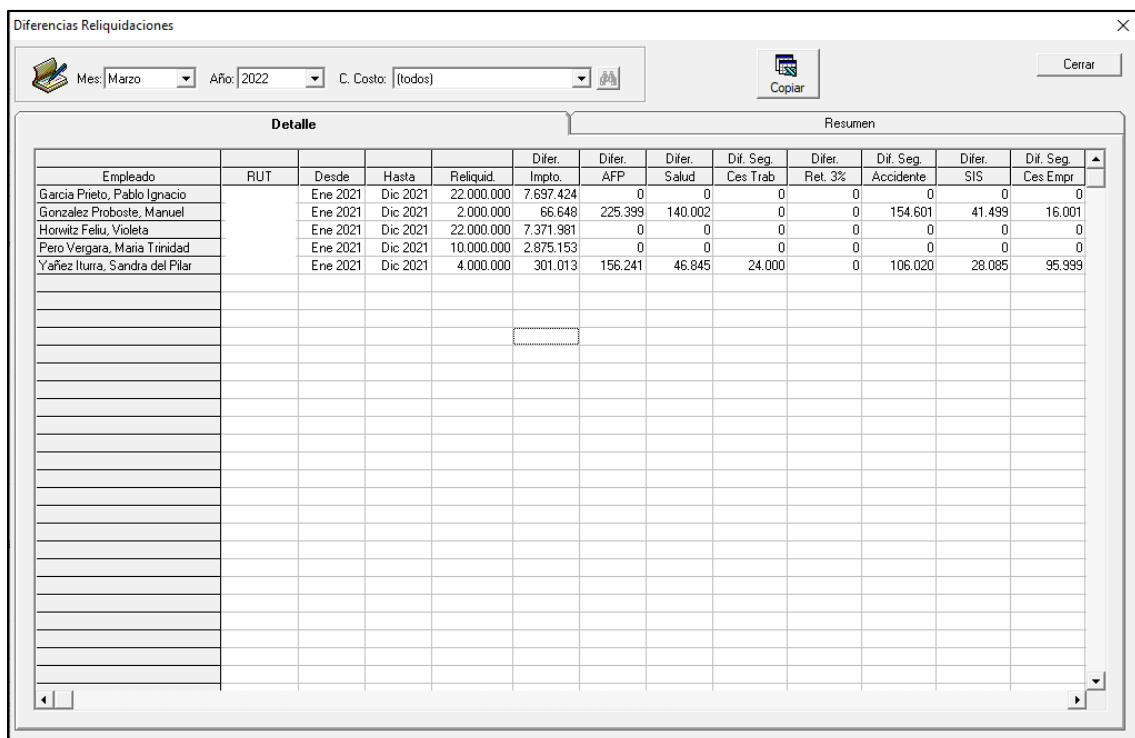 Diferencias Reliquidaciones
Mes: Marzo Año: 2022 C. Costo: (todos) Copiar Cerrar
Detalle Resumen
Difer. Difer. Difer. Dif. Seg. Difer. Dif. Seg. Difer. Dif. Seg.
Empleado RUT Desde Hasta Reliquid. Impto. AFP Salud Ces Trab Ret. 3% Accidente SIS Ces Empr
Garcia Prieto, Pablo Ignacio Ene 2021 Dic 2021 22.000.000 7.697.424 0 0 0 0 0 0 0
Gonzalez Proboste, Manuel Ene 2021 Dic 2021 2.000.000 66.648 225.399 140.002 0 0 154.601 41.499 16.001
Horwitz Feliu, Violeta Ene 2021 Dic 2021 22.000.000 7.371.981 0 0 0 0 0 0 0
Pero Vergara, Maria Trinidad Ene 2021 Dic 2021 10.000.000 2.875.153 0 0 0 0 0 0 0
Yañez Iturra, Sandra del Pilar Ene 2021 Dic 2021 4.000.000 301.013 156.241 46.845 24.000 0 106.020 28.085 95.999